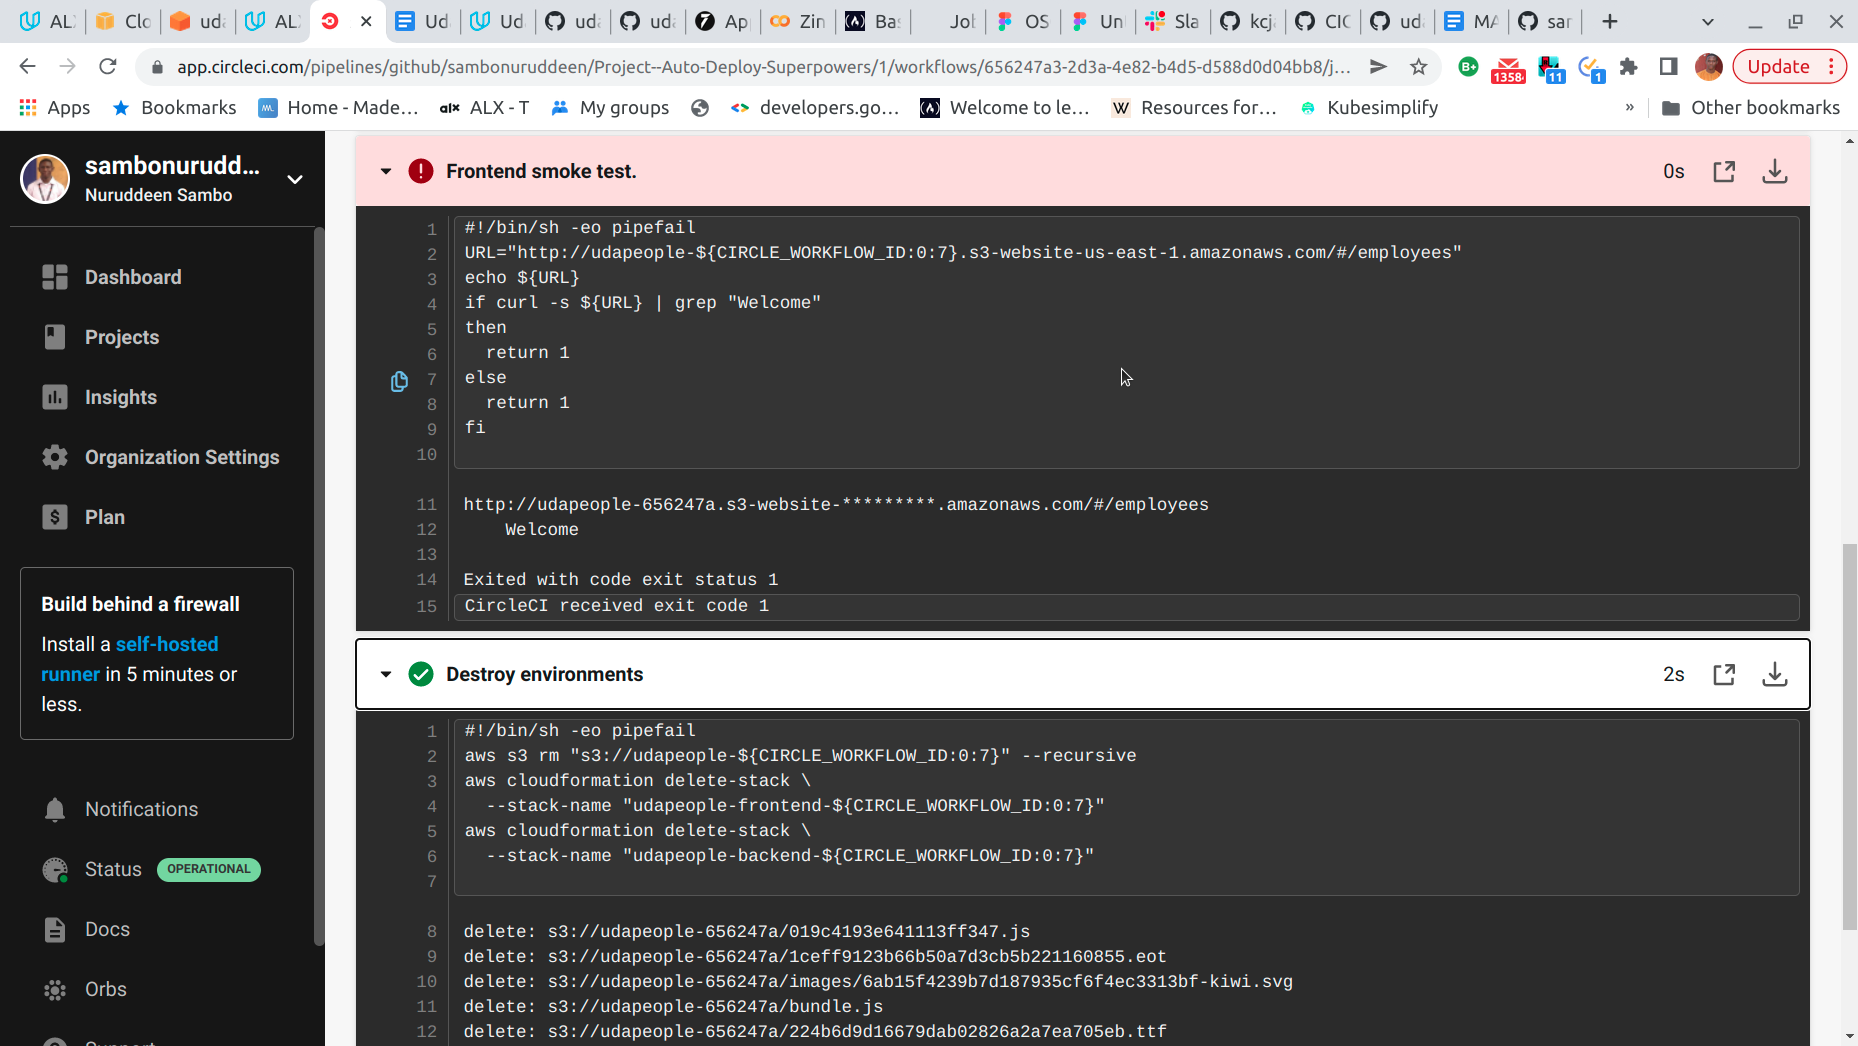 AL
Clo
uda
AL
Ud
Ud
uda
uda
Ap
Zin
Bas
Job
OS
Un
Sla
kcj
CIC
ud
MA
sar
app.circleci.com/pipelines/github/sambonuruddeen/Project--Auto-Deploy-Superpowers/1/workflows/656247a3-2d3a-4e82-b4d5-d588d0d04bb8/j...
1358
11
1
Update
Apps
Bookmarks
Home - Made...
alx ALX - T
My groups
developers.go...
Welcome to le...
W Resources for...
Kubesimplify
»
Other bookmarks
sambonurudd...
Nuruddeen Sambo
Dashboard
Projects
Insights
Organization Settings
Plan
Build behind a firewall
Install a self-hosted
runner in 5 minutes or
less.
Notifications
Status OPERATIONAL
Docs
Orbs
Support
Frontend smoke test.
0s
1 #!/bin/sh -eo pipefail
2 URL="http://udapeople-${CIRCLE_WORKFLOW_ID:0:7}.s3-website-us-east-1.amazonaws.com/#/employees"
3 echo ${URL}
4 if curl -s ${URL} | grep "Welcome"
5 then
6 return 1
7 else
8 return 1
9 fi
10
11 http://udapeople-656247a.s3-website-*********.amazonaws.com/#/employees
12 Welcome
13
14 Exited with code exit status 1
15 CircleCI received exit code 1
Destroy environments
2s
1 #!/bin/sh -eo pipefail
2 aws s3 rm "s3://udapeople-${CIRCLE_WORKFLOW_ID:0:7}" --recursive
3 aws cloudformation delete-stack \
4 --stack-name "udapeople-frontend-${CIRCLE_WORKFLOW_ID:0:7}"
5 aws cloudformation delete-stack \
6 --stack-name "udapeople-backend-${CIRCLE_WORKFLOW_ID:0:7}"
7
8 delete: s3://udapeople-656247a/019c4193e641113ff347.js
9 delete: s3://udapeople-656247a/1ceff9123b66b50a7d3cb5b221160855.eot
10 delete: s3://udapeople-656247a/images/6ab15f4239b7d187935cf6f4ec3313bf-kiwi.svg
11 delete: s3://udapeople-656247a/bundle.js
12 delete: s3://udapeople-656247a/224b6d9d16679dab02826a2a7ea705eb.ttf